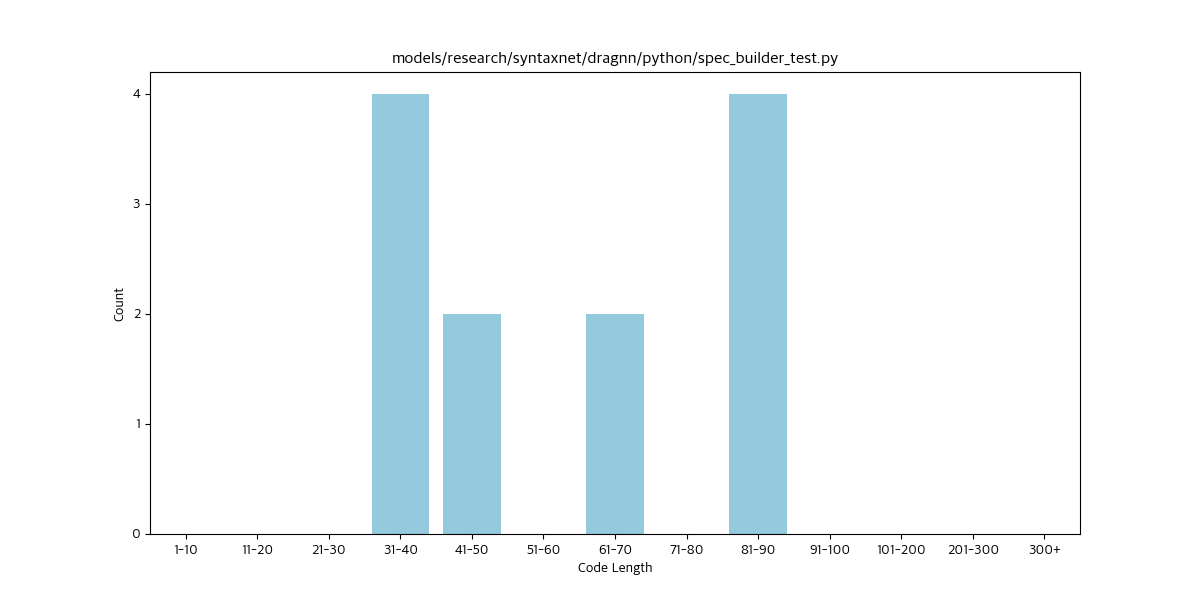 models/research/syntaxnet/dragnn/python/spec_builder_test.py
4
3
2
1
0
Count
1-10 11-20 21-30 31-40 41-50 51-60 61-70 71-80 81-90 91-100 101-200 201-300 300+
Code Length